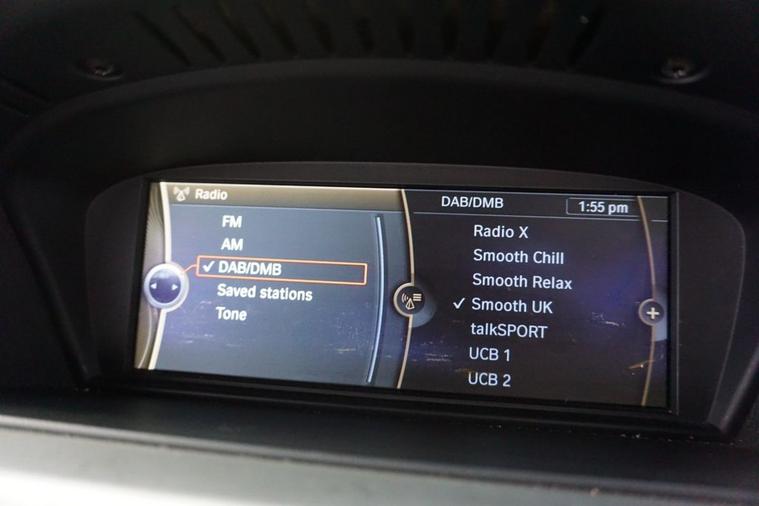 Radio
FM
AM
✓ DAB/DMB
Saved stations
Tone
DAB/DMB
1:55 pm
Radio X
Smooth Chill
Smooth Relax
✓ Smooth UK
talkSPORT
UCB 1
UCB 2